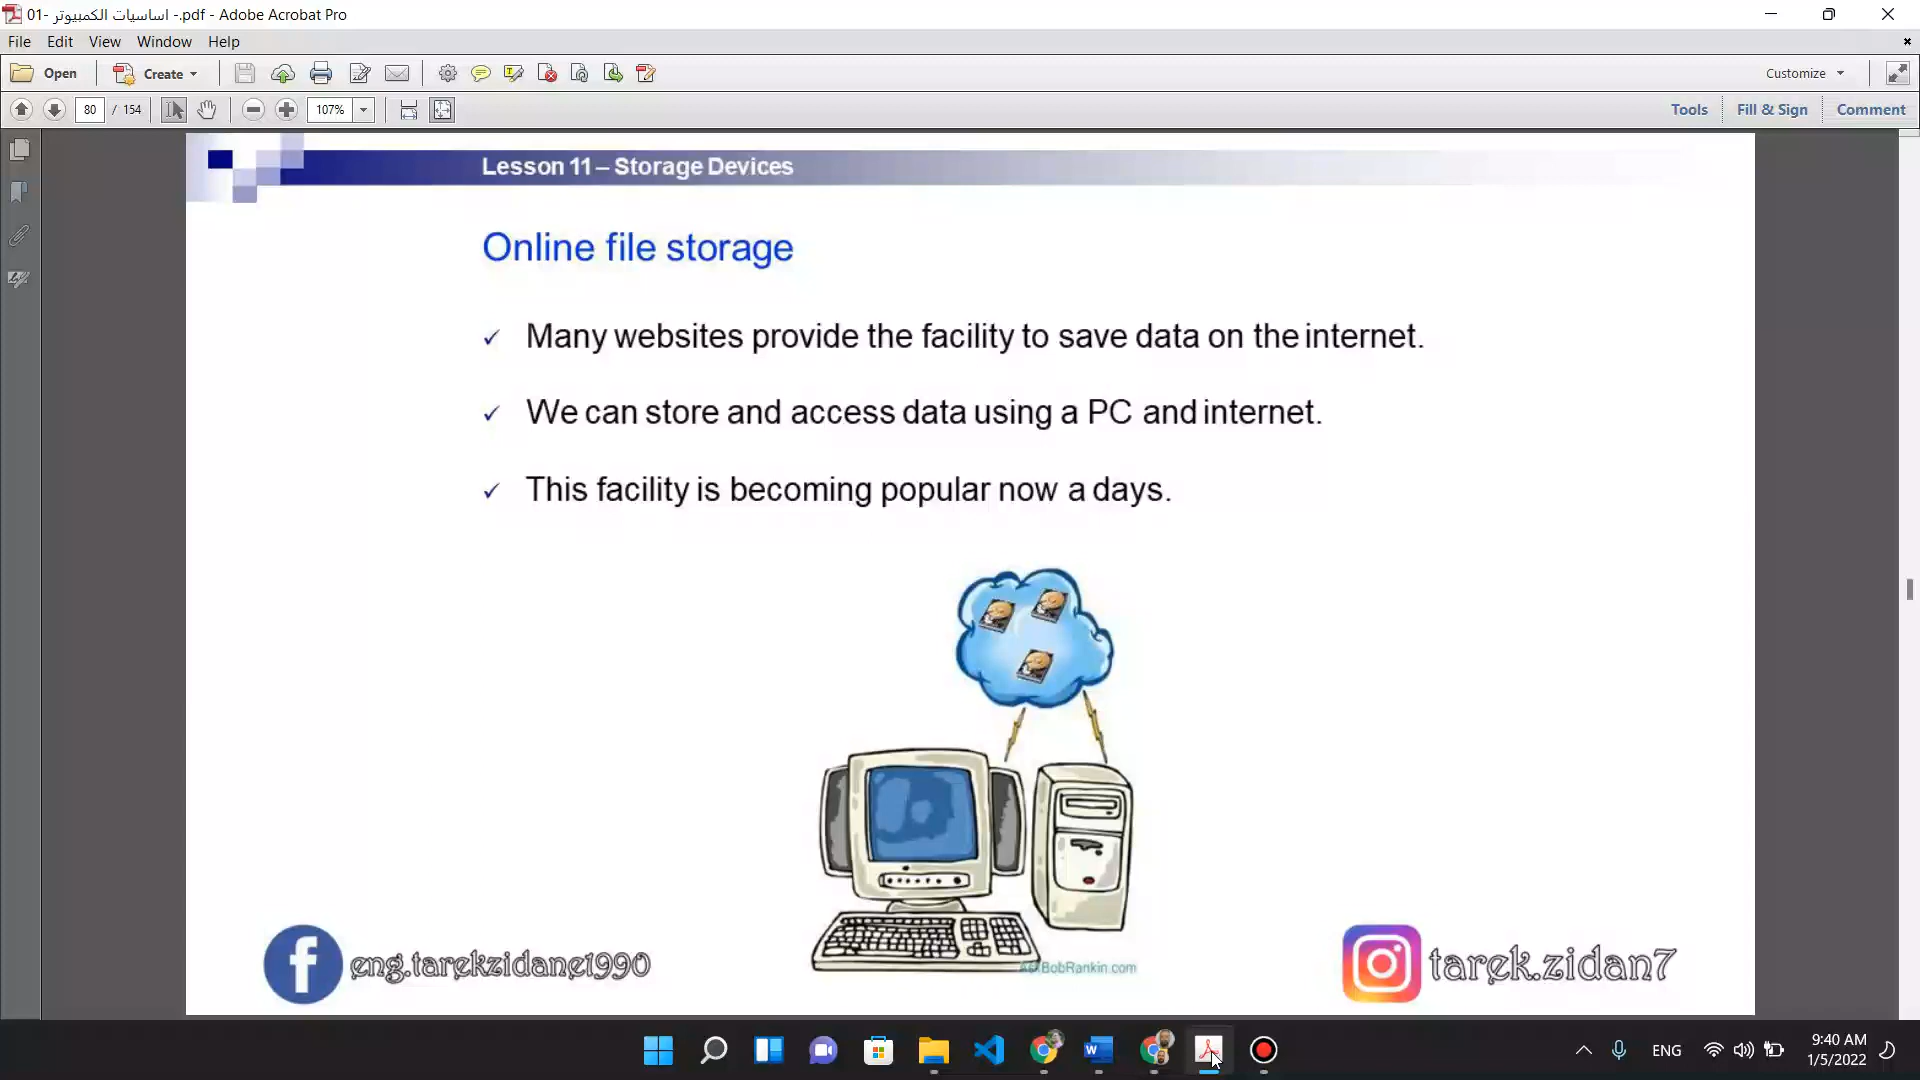 01- اساسيات الكمبيوتر -.pdf - Adobe Acrobat Pro
File Edit View Window Help
Open Create Customize
80 / 154 107% Tools Fill & Sign Comment
Lesson 11 – Storage Devices
Online file storage
✓ Many websites provide the facility to save data on the internet.
✓ We can store and access data using a PC and internet.
✓ This facility is becoming popular now a days.
eng.tarekzidane1990
BobRankin.com
tarek.zidan7
ENG
9:40 AM
1/5/2022